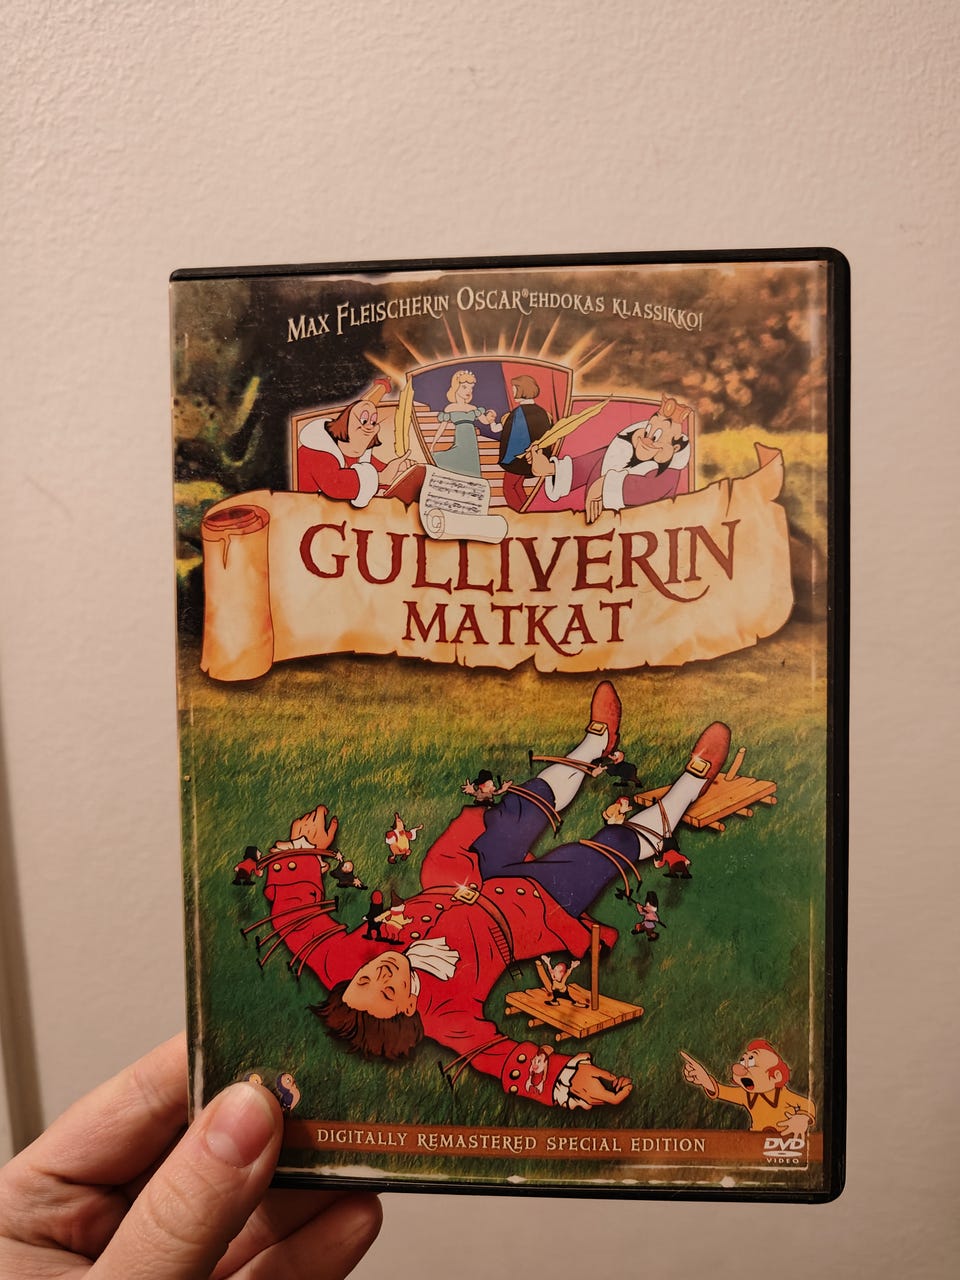 MAX FLEISCHERIN OSCAR® EHDOKAS KLASSIKKO!
GULLIVERIN
MATKAT
DIGITALLY REMASTERED SPECIAL EDITION
DVD
VIDEO